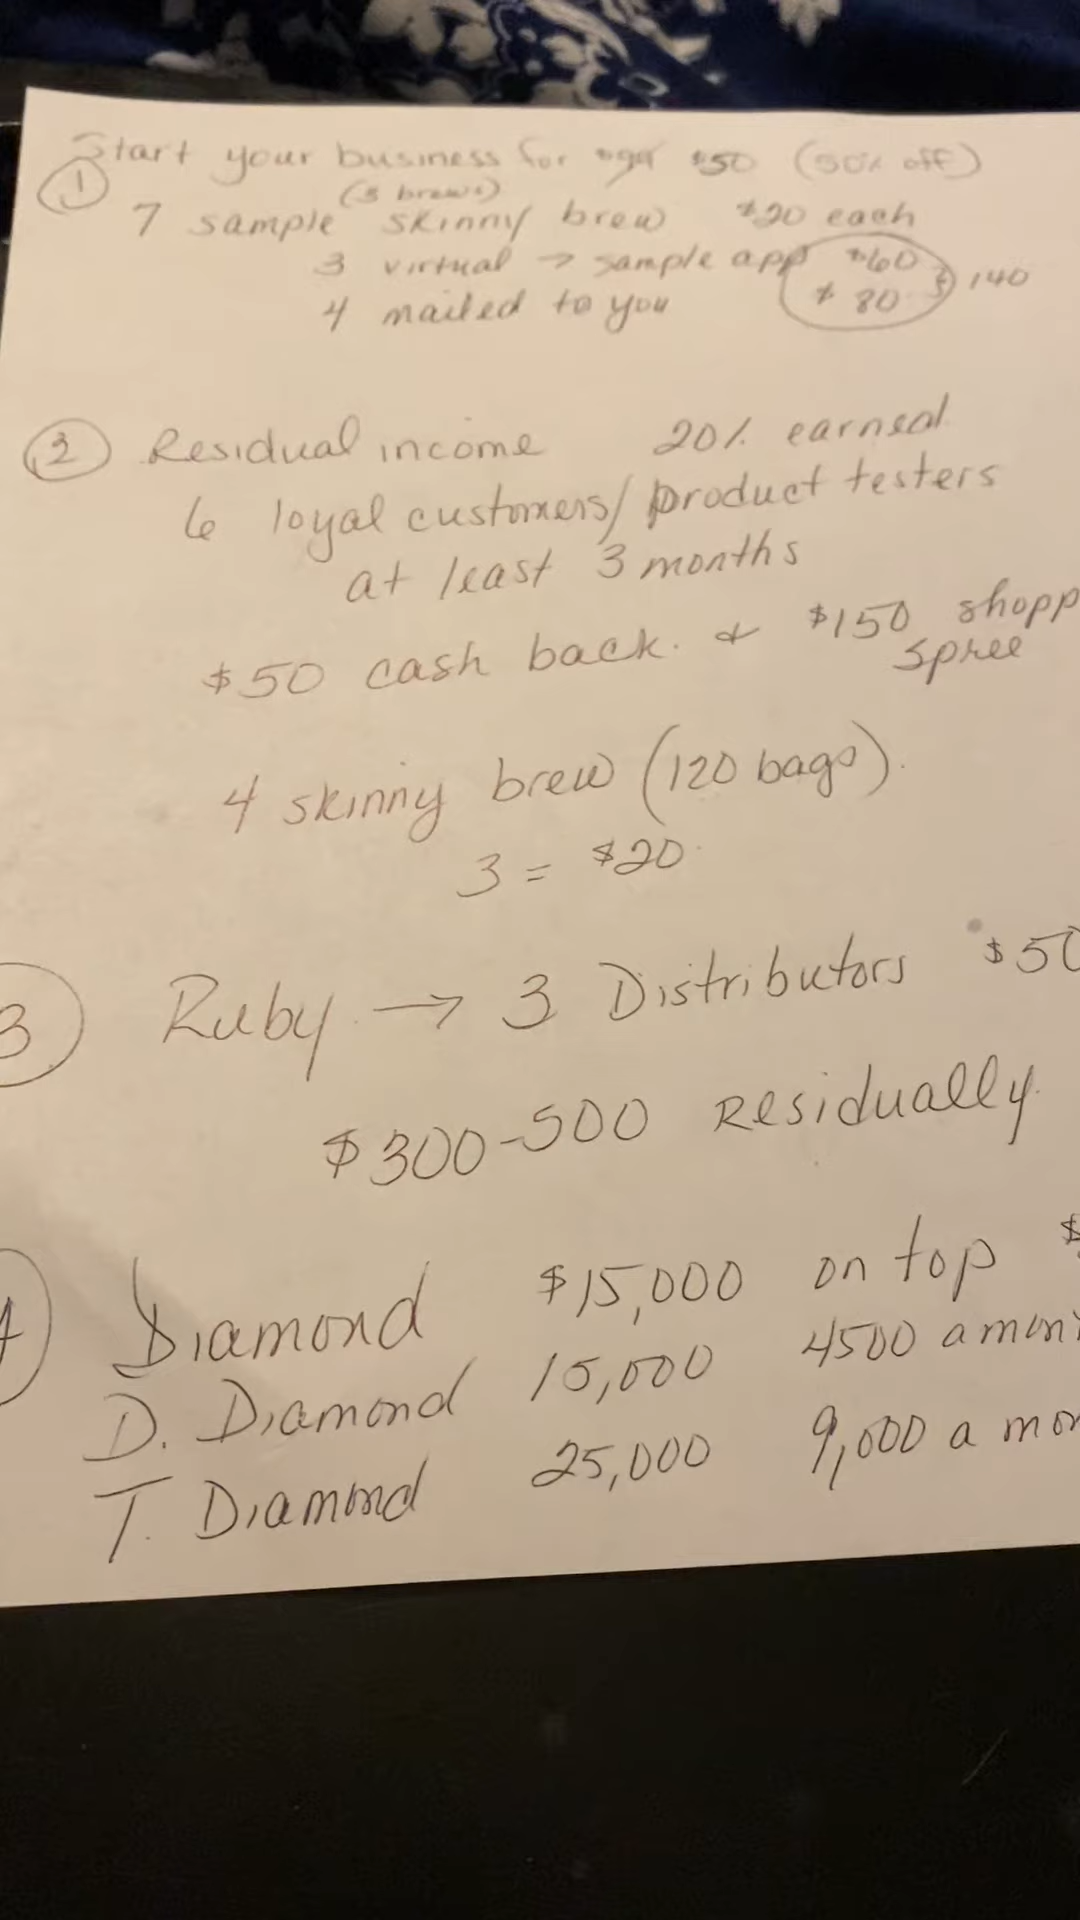 Start your business for $99 $50 (50% off)
①
(3 brews)
7 sample skinny brew $20 each
3 virtual → sample app $60
4 mailed to you $80 } 140
② Residual income 20% earned
6 loyal customers/product testers
at least 3 months
$50 cash back. & $150 shopp
spree
4 skinny brew (120 bags).
3 = $20
3 Ruby → 3 Distributors $50
$300-500 Residually
4 Diamond $15,000 on top $
D. Diamond 15,000 4500 a mon
T. Diamond 25,000 9,000 a mon